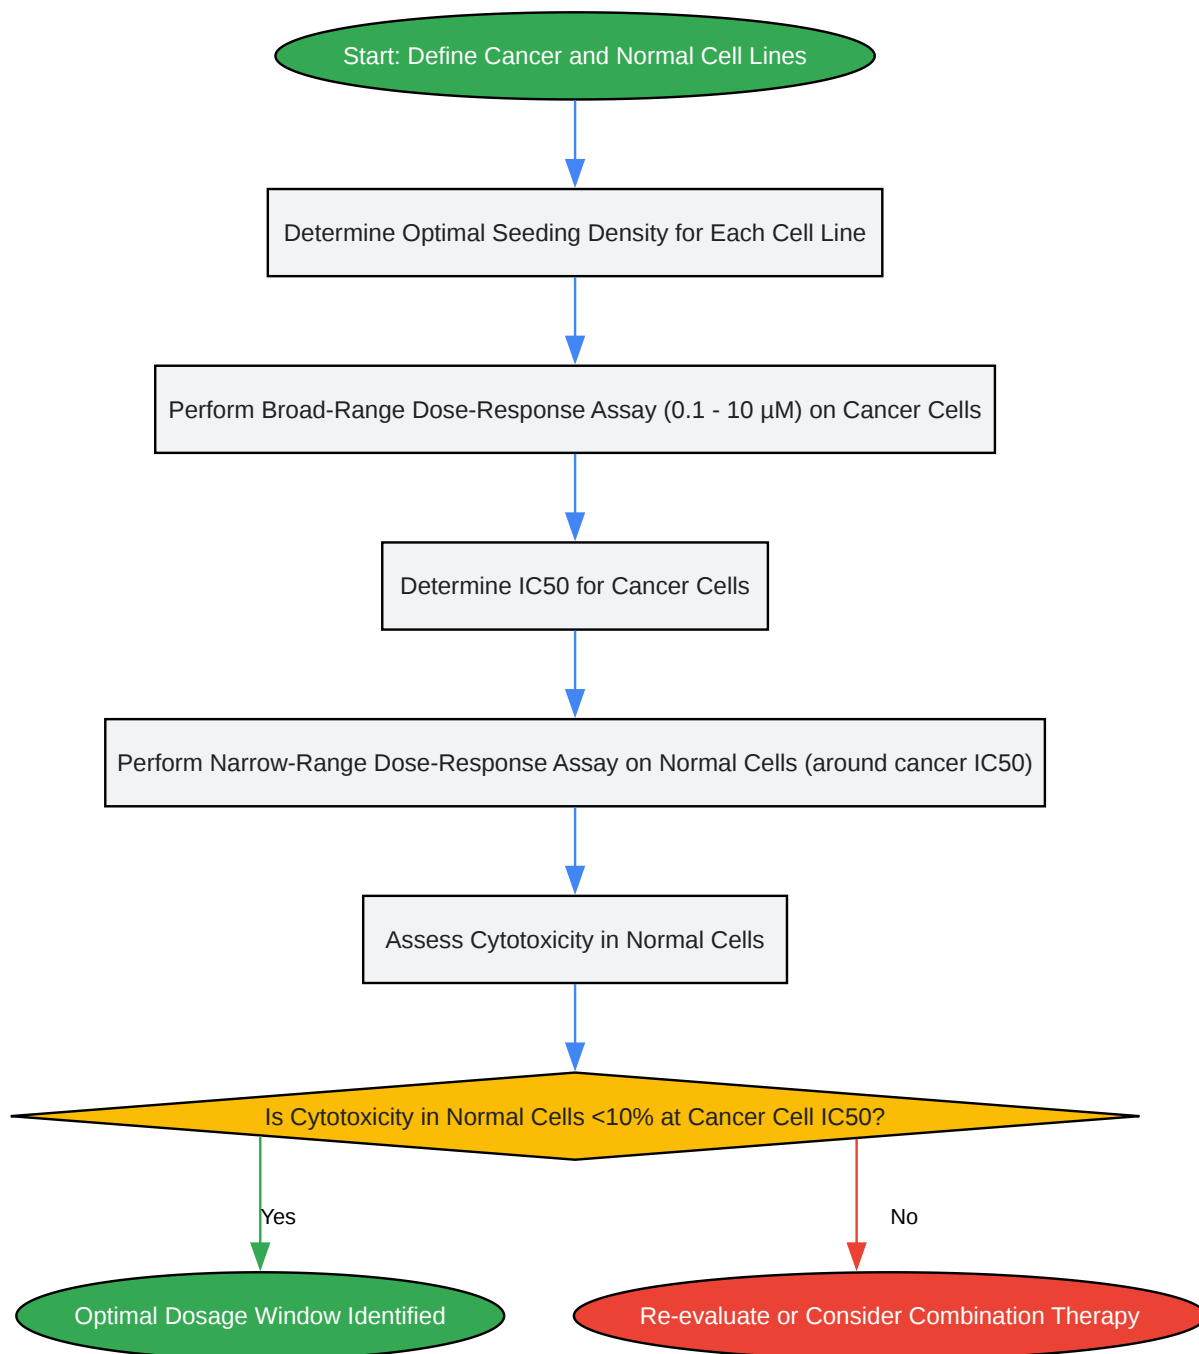 Start: Define Cancer and Normal Cell Lines
Determine Optimal Seeding Density for Each Cell Line
Perform Broad-Range Dose-Response Assay (0.1 - 10 µM) on Cancer Cells
Determine IC50 for Cancer Cells
Perform Narrow-Range Dose-Response Assay on Normal Cells (around cancer IC50)
Assess Cytotoxicity in Normal Cells
Is Cytotoxicity in Normal Cells <10% at Cancer Cell IC50?
Yes
No
Optimal Dosage Window Identified
Re-evaluate or Consider Combination Therapy